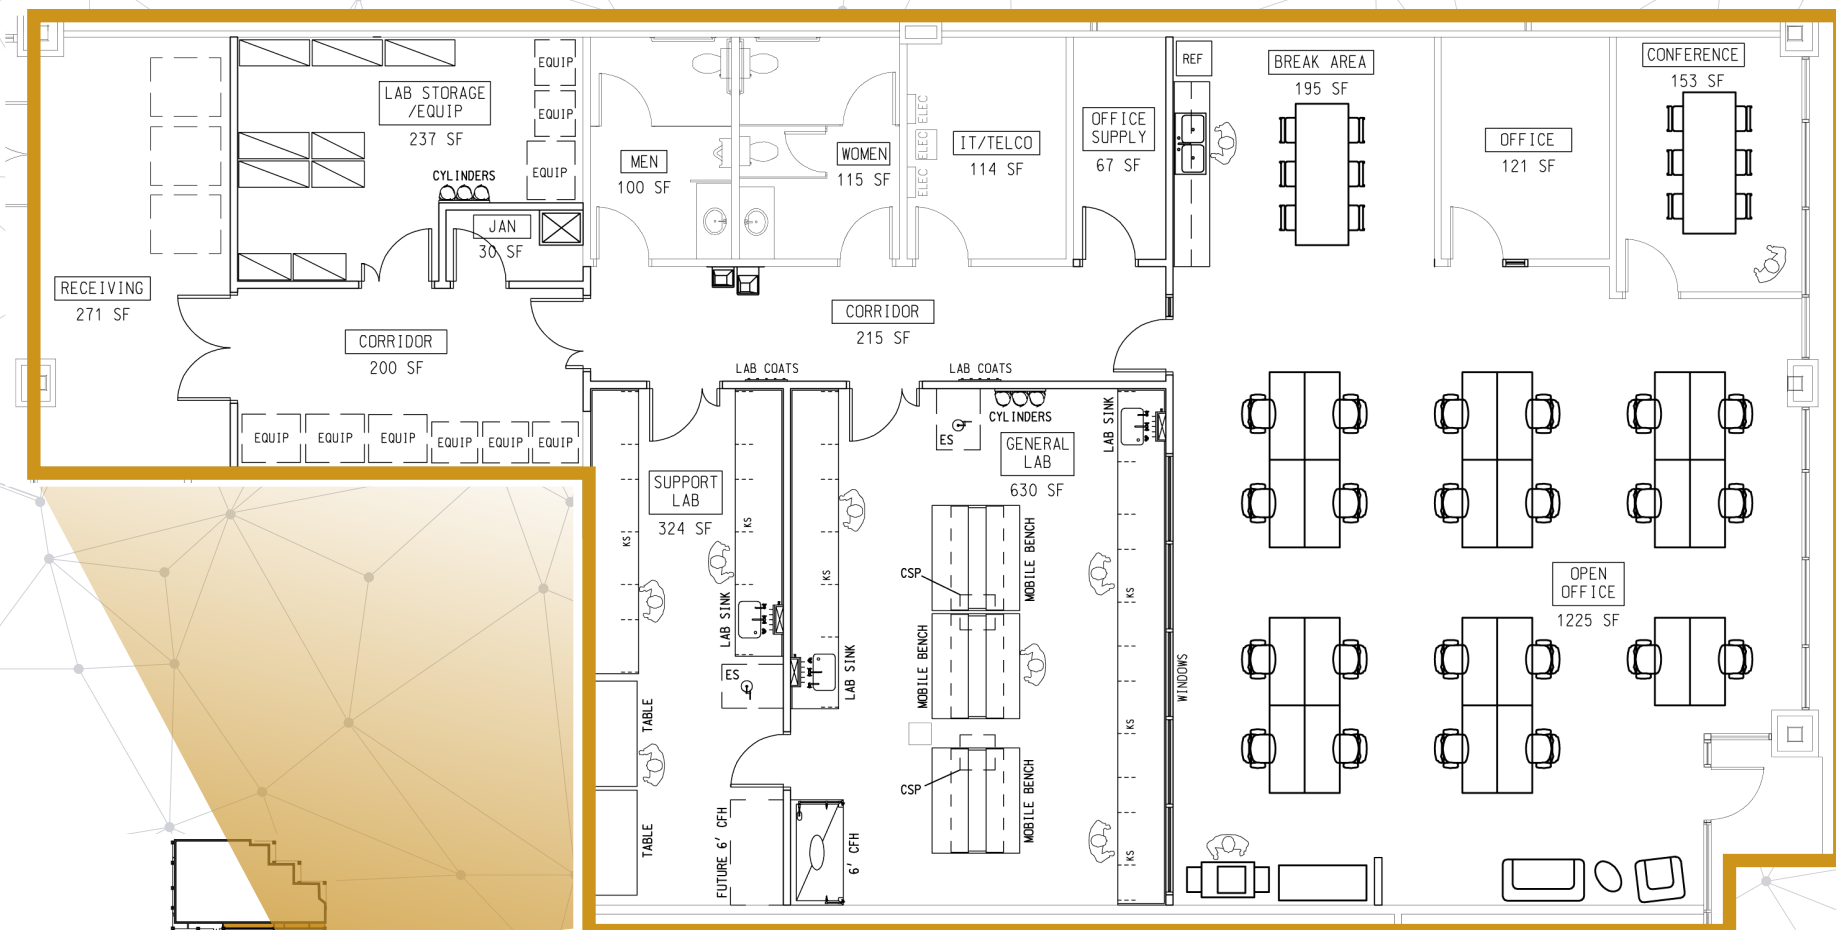 LAB STORAGE
/EQUIP
237 SF
EQUIP
EQUIP
EQUIP
CYLINDERS
JAN
30 SF
RECEIVING
271 SF
CORRIDOR
200 SF
EQUIP
EQUIP
EQUIP
EQUIP
EQUIP
EQUIP
MEN
100 SF
WOMEN
115 SF
ELEC
ELEC
ELEC
IT/TELCO
114 SF
OFFICE
SUPPLY
67 SF
REF
BREAK AREA
195 SF
OFFICE
121 SF
CONFERENCE
153 SF
CORRIDOR
215 SF
LAB COATS
LAB COATS
SUPPORT
LAB
324 SF
KS
KS
LAB SINK
ES
TABLE
TABLE
FUTURE 6' CFH
KS
LAB SINK
6' CFH
ES
CYLINDERS
GENERAL
LAB
630 SF
LAB SINK
CSP
MOBILE BENCH
MOBILE BENCH
CSP
MOBILE BENCH
KS
KS
KS
WINDOWS
OPEN
OFFICE
1225 SF